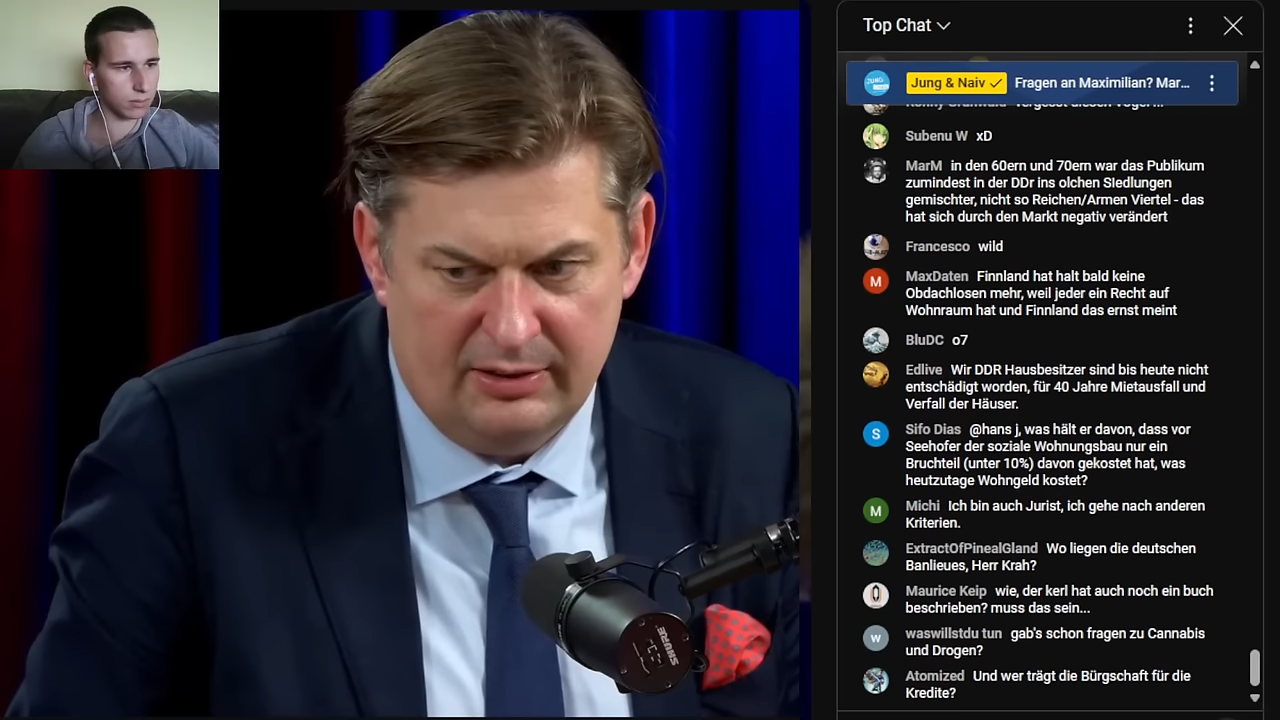 Top Chat
Jung & Naiv Fragen an Maximilian? Mar...
Subenu W xD
MarM in den 60ern und 70ern war das Publikum
zumindest in der DDr ins olchen SIedlungen
gemischter, nicht so Reichen/Armen Viertel - das
hat sich durch den Markt negativ verändert
Francesco wild
M
MaxDaten Finnland hat halt bald keine
Obdachlosen mehr, weil jeder ein Recht auf
Wohnraum hat und Finnland das ernst meint
BluDC o7
Edlive Wir DDR Hausbesitzer sind bis heute nicht
entschädigt worden, für 40 Jahre Mietausfall und
Verfall der Häuser.
S
Sifo Dias @hans j, was hält er davon, dass vor
Seehofer der soziale Wohnungsbau nur ein
Bruchteil (unter 10%) davon gekostet hat, was
heutzutage Wohngeld kostet?
M
Michi Ich bin auch Jurist, ich gehe nach anderen
Kriterien.
ExtractOfPinealGland Wo liegen die deutschen
Banlieues, Herr Krah?
Maurice Keip wie, der kerl hat auch noch ein buch
beschrieben? muss das sein...
w
waswillstdu tun gab's schon fragen zu Cannabis
und Drogen?
Atomized Und wer trägt die Bürgschaft für die
Kredite?
SHURE